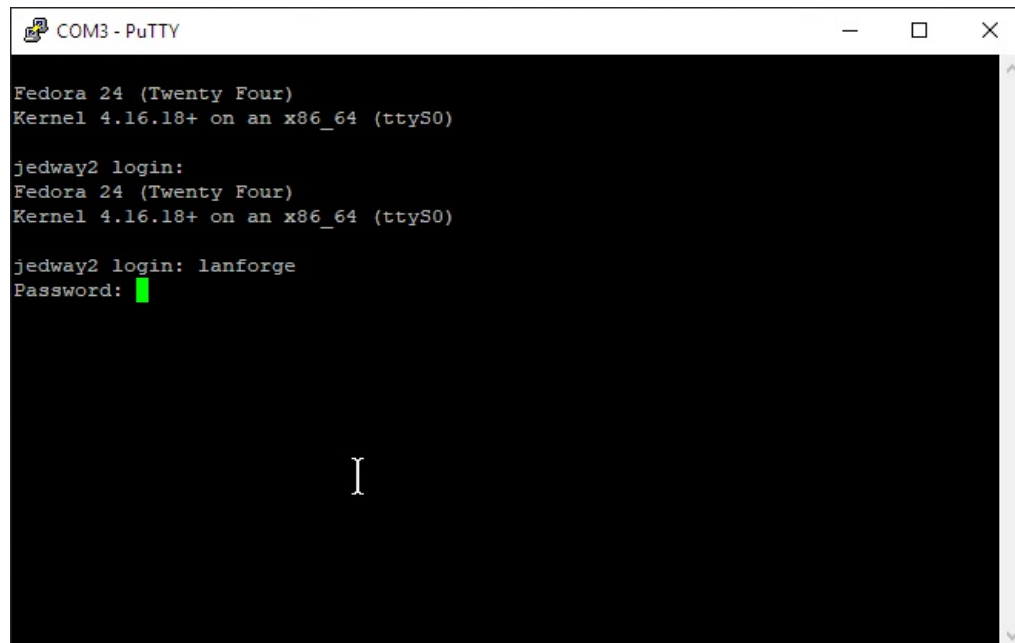 COM3 - PuTTY
Fedora 24 (Twenty Four)
Kernel 4.16.18+ on an x86_64 (ttyS0)
jedway2 login:
Fedora 24 (Twenty Four)
Kernel 4.16.18+ on an x86_64 (ttyS0)
jedway2 login: lanforge
Password: